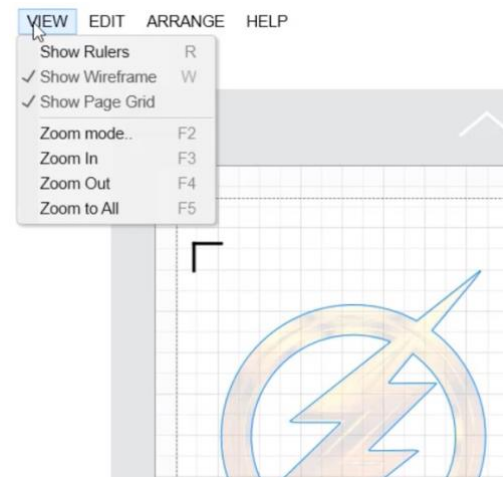 VIEW EDIT ARRANGE HELP
Show Rulers R
✓ Show Wireframe W
✓ Show Page Grid
Zoom mode.. F2
Zoom In F3
Zoom Out F4
Zoom to All F5